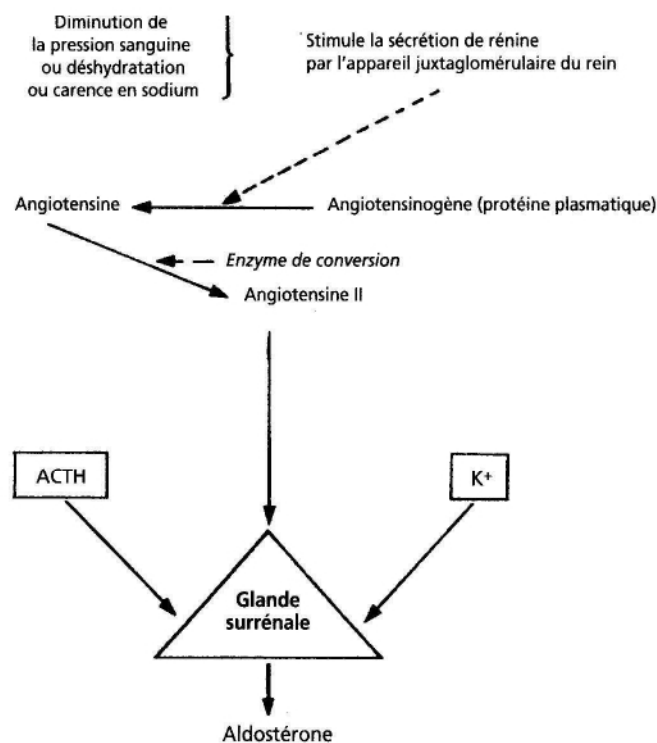 Diminution de
la pression sanguine
ou déshydratation
ou carence en sodium
Stimule la sécrétion de rénine
par l'appareil juxtaglomérulaire du rein
Angiotensine
Angiotensinogène (protéine plasmatique)
Enzyme de conversion
Angiotensine II
ACTH
K+
Glande
surrénale
Aldostérone